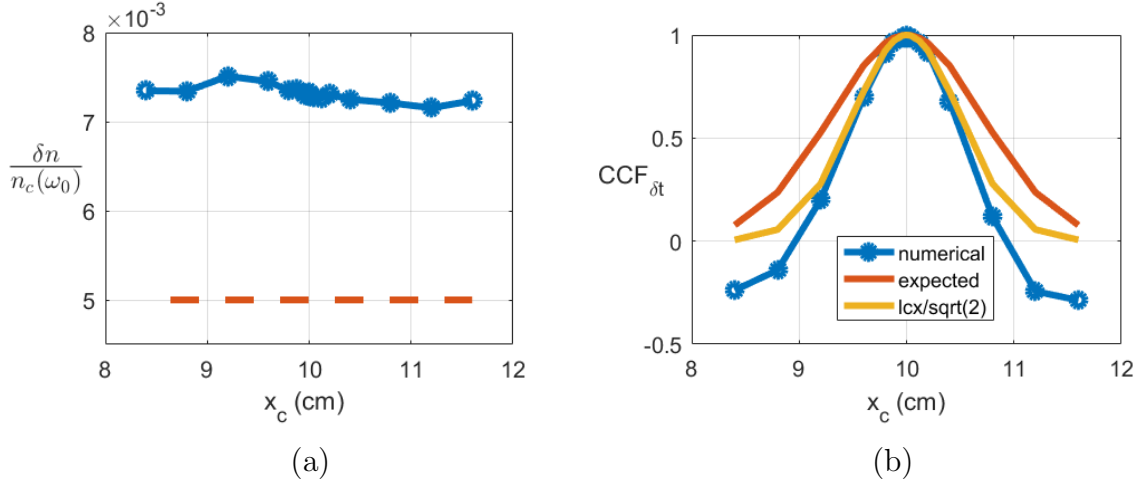 ×10⁻³
8
7
6
5
δn
n_c(ω₀)
8
9
10
11
12
x_c (cm)
(a)
1
0.5
0
-0.5
CCF_δt
numerical
expected
lcx/sqrt(2)
8
9
10
11
12
x_c (cm)
(b)